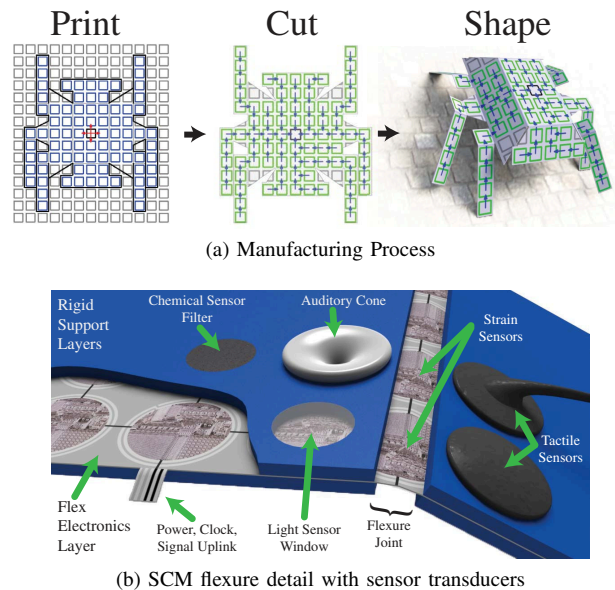 Print
Cut
Shape
(a) Manufacturing Process
Rigid
Support
Layers
Chemical Sensor
Filter
Auditory Cone
Strain
Sensors
Tactile
Sensors
Flex
Electronics
Layer
Power, Clock,
Signal Uplink
Light Sensor
Window
Flexure
Joint
(b) SCM flexure detail with sensor transducers